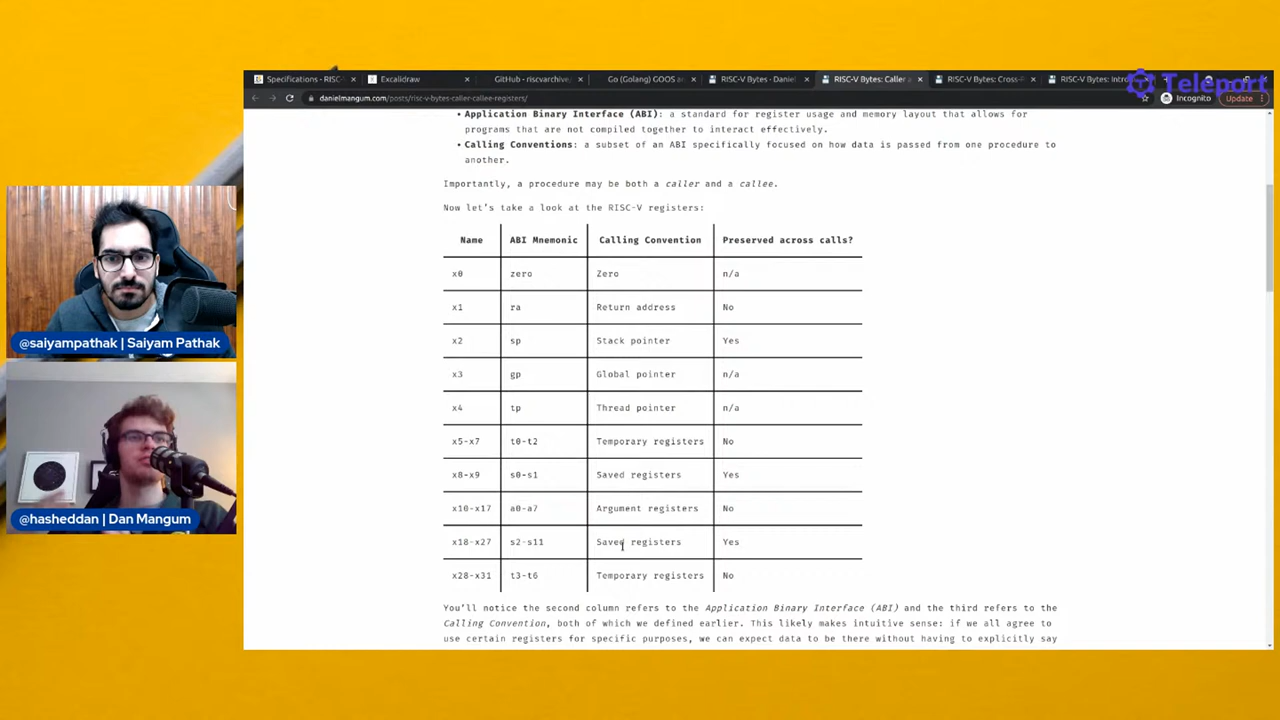 Specifications - RISC-
Excalidraw
GitHub - riscvarchive
Go (Golang) GOOS an
RISC-V Bytes - Daniel
RISC-V Bytes: Caller
RISC-V Bytes: Cross-
RISC-V Bytes: Intr
Teleport
danielmangum.com/posts/risc-v-bytes-caller-callee-registers/
Incognito
Update
• Application Binary Interface (ABI): a standard for register usage and memory layout that allows for
programs that are not compiled together to interact effectively.
• Calling Conventions: a subset of an ABI specifically focused on how data is passed from one procedure to
another.
Importantly, a procedure may be both a caller and a callee.
Now let's take a look at the RISC-V registers:
Name ABI Mnemonic Calling Convention Preserved across calls?
x0 zero Zero n/a
x1 ra Return address No
x2 sp Stack pointer Yes
x3 gp Global pointer n/a
x4 tp Thread pointer n/a
x5-x7 t0-t2 Temporary registers No
x8-x9 s0-s1 Saved registers Yes
x10-x17 a0-a7 Argument registers No
x18-x27 s2-s11 Saved registers Yes
x28-x31 t3-t6 Temporary registers No
You'll notice the second column refers to the Application Binary Interface (ABI) and the third refers to the
Calling Convention, both of which we defined earlier. This likely makes intuitive sense: if we all agree to
use certain registers for specific purposes, we can expect data to be there without having to explicitly say
@saiyampathak | Saiyam Pathak
@hasheddan | Dan Mangum